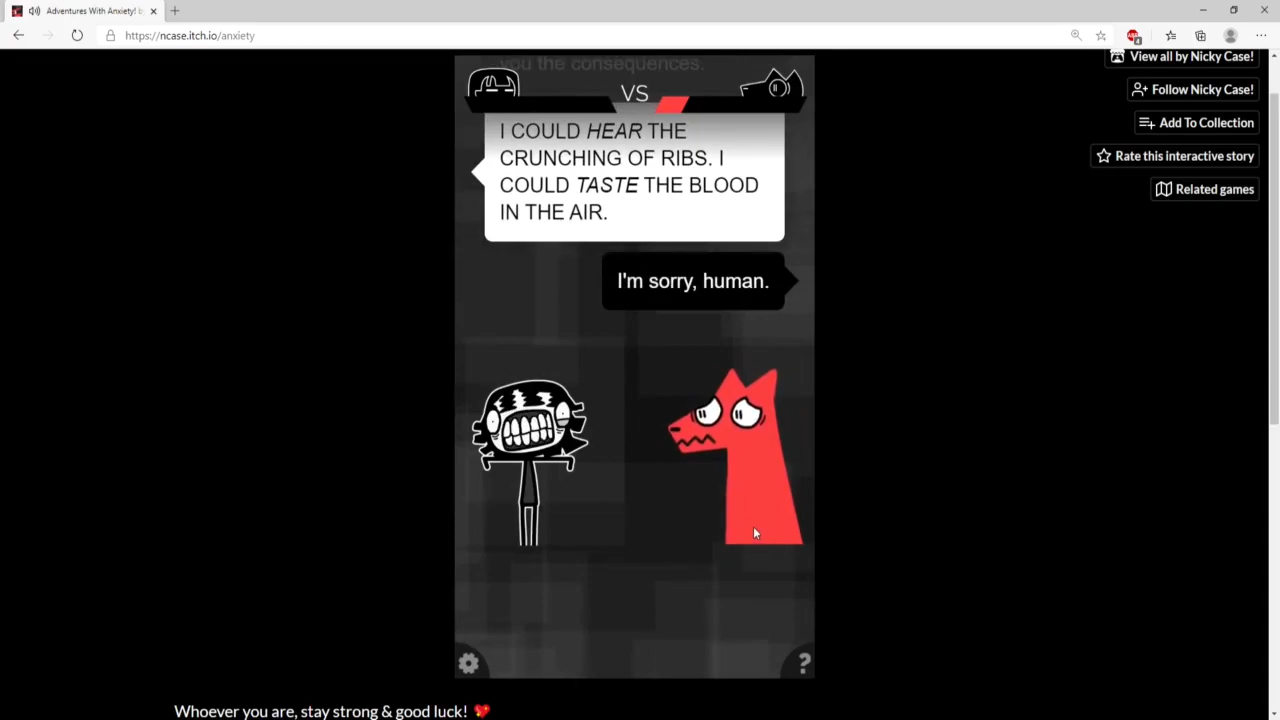 Adventures With Anxiety! b
https://ncase.itch.io/anxiety
View all by Nicky Case!
Follow Nicky Case!
Add To Collection
Rate this interactive story
Related games
you the consequences.
VS
I COULD HEAR THE
CRUNCHING OF RIBS. I
COULD TASTE THE BLOOD
IN THE AIR.
I'm sorry, human.
?
Whoever you are, stay strong & good luck! 💖